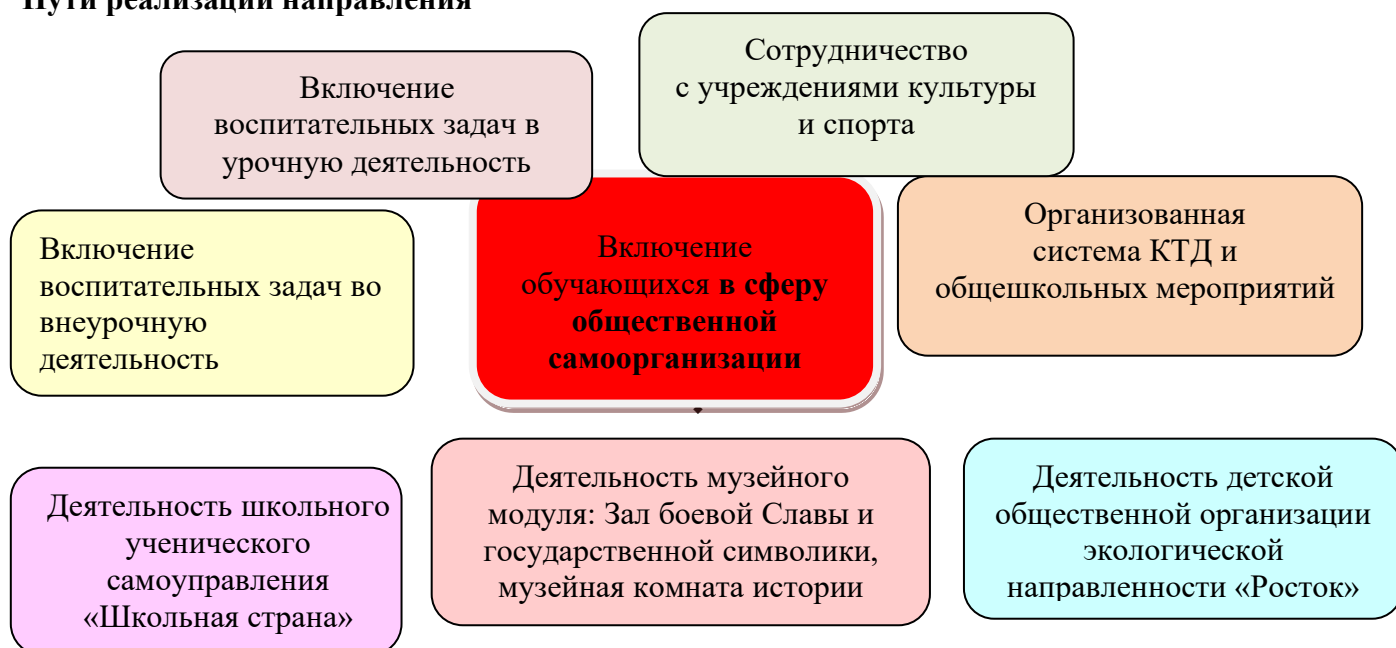 Пути реализации направления
Сотрудничество
с учреждениями культуры
и спорта
Включение
воспитательных задач в
урочную деятельность
Включение
воспитательных задач во
внеурочную
деятельность
Включение
обучающихся в сферу
общественной
самоорганизации
Организованная
система КТД и
общешкольных мероприятий
Деятельность школьного
ученического
самоуправления
«Школьная страна»
Деятельность музейного
модуля: Зал боевой Славы и
государственной символики,
музейная комната истории
Деятельность детской
общественной организации
экологической
направленности «Росток»